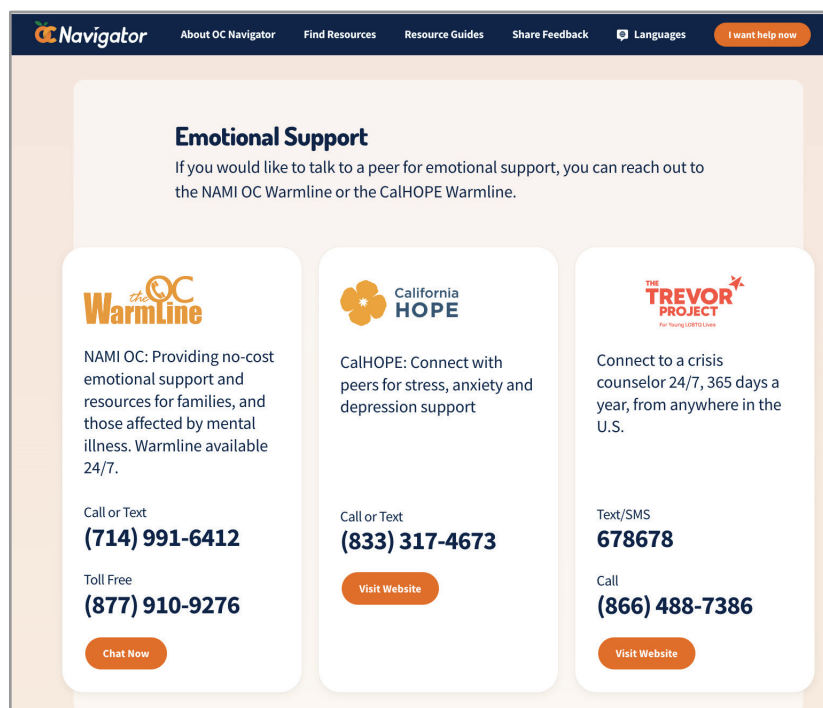 OC Navigator
About OC Navigator
Find Resources
Resource Guides
Share Feedback
Languages
I want help now
Emotional Support
If you would like to talk to a peer for emotional support, you can reach out to
the NAMI OC Warmline or the CalHOPE Warmline.
the OC
WarmLine
NAMI OC: Providing no-cost
emotional support and
resources for families, and
those affected by mental
illness. Warmline available
24/7.
Call or Text
(714) 991-6412
Toll Free
(877) 910-9276
Chat Now
California
HOPE
CalHOPE: Connect with
peers for stress, anxiety and
depression support
Call or Text
(833) 317-4673
Visit Website
THE
TREVOR
PROJECT
For Young LGBTQ Lives
Connect to a crisis
counselor 24/7, 365 days a
year, from anywhere in the
U.S.
Text/SMS
678678
Call
(866) 488-7386
Visit Website